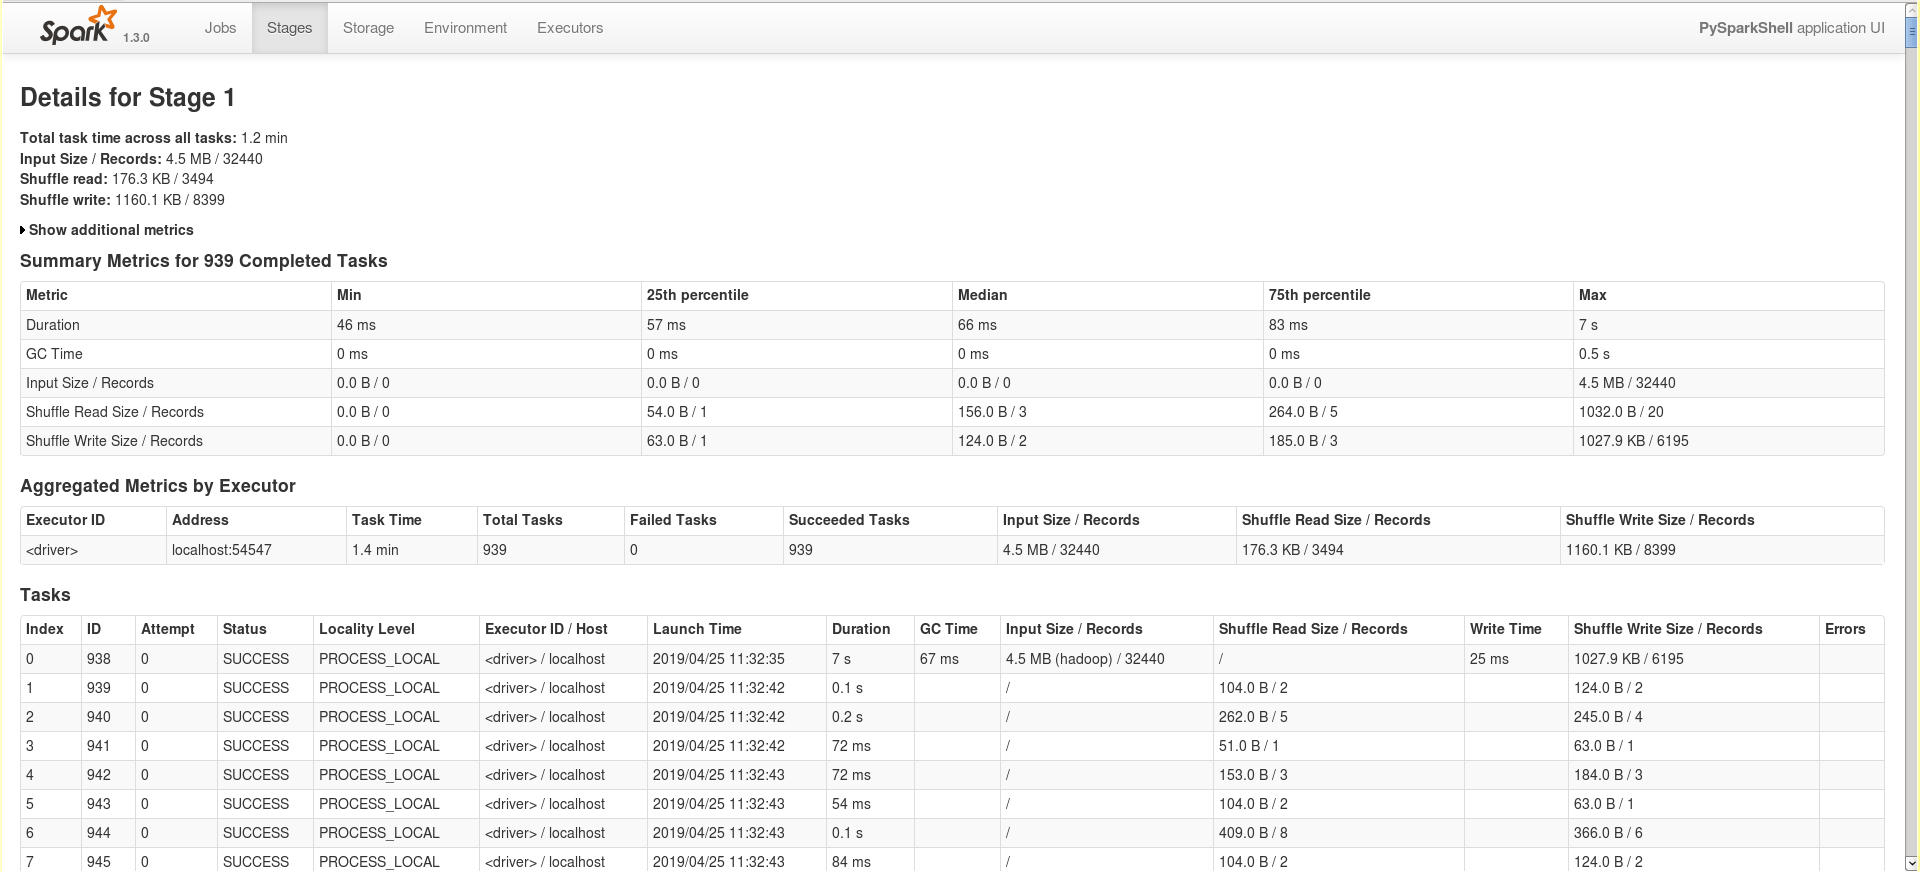 Spark 1.3.0 Jobs Stages Storage Environment Executors PySparkShell application UI
Details for Stage 1
Total task time across all tasks: 1.2 min
Input Size / Records: 4.5 MB / 32440
Shuffle read: 176.3 KB / 3494
Shuffle write: 1160.1 KB / 8399
Show additional metrics
Summary Metrics for 939 Completed Tasks
Metric Min 25th percentile Median 75th percentile Max
Duration 46 ms 57 ms 66 ms 83 ms 7 s
GC Time 0 ms 0 ms 0 ms 0 ms 0.5 s
Input Size / Records 0.0 B / 0 0.0 B / 0 0.0 B / 0 0.0 B / 0 4.5 MB / 32440
Shuffle Read Size / Records 0.0 B / 0 54.0 B / 1 156.0 B / 3 264.0 B / 5 1032.0 B / 20
Shuffle Write Size / Records 0.0 B / 0 63.0 B / 1 124.0 B / 2 185.0 B / 3 1027.9 KB / 6195
Aggregated Metrics by Executor
Executor ID Address Task Time Total Tasks Failed Tasks Succeeded Tasks Input Size / Records Shuffle Read Size / Records Shuffle Write Size / Records
<driver> localhost:54547 1.4 min 939 0 939 4.5 MB / 32440 176.3 KB / 3494 1160.1 KB / 8399
Tasks
Index ID Attempt Status Locality Level Executor ID / Host Launch Time Duration GC Time Input Size / Records Shuffle Read Size / Records Write Time Shuffle Write Size / Records Errors
0 938 0 SUCCESS PROCESS_LOCAL <driver> / localhost 2019/04/25 11:32:35 7 s 67 ms 4.5 MB (hadoop) / 32440 / 25 ms 1027.9 KB / 6195
1 939 0 SUCCESS PROCESS_LOCAL <driver> / localhost 2019/04/25 11:32:42 0.1 s / 104.0 B / 2 124.0 B / 2
2 940 0 SUCCESS PROCESS_LOCAL <driver> / localhost 2019/04/25 11:32:42 0.2 s / 262.0 B / 5 245.0 B / 4
3 941 0 SUCCESS PROCESS_LOCAL <driver> / localhost 2019/04/25 11:32:42 72 ms / 51.0 B / 1 63.0 B / 1
4 942 0 SUCCESS PROCESS_LOCAL <driver> / localhost 2019/04/25 11:32:43 72 ms / 153.0 B / 3 184.0 B / 3
5 943 0 SUCCESS PROCESS_LOCAL <driver> / localhost 2019/04/25 11:32:43 54 ms / 104.0 B / 2 63.0 B / 1
6 944 0 SUCCESS PROCESS_LOCAL <driver> / localhost 2019/04/25 11:32:43 0.1 s / 409.0 B / 8 366.0 B / 6
7 945 0 SUCCESS PROCESS_LOCAL <driver> / localhost 2019/04/25 11:32:43 84 ms / 104.0 B / 2 124.0 B / 2